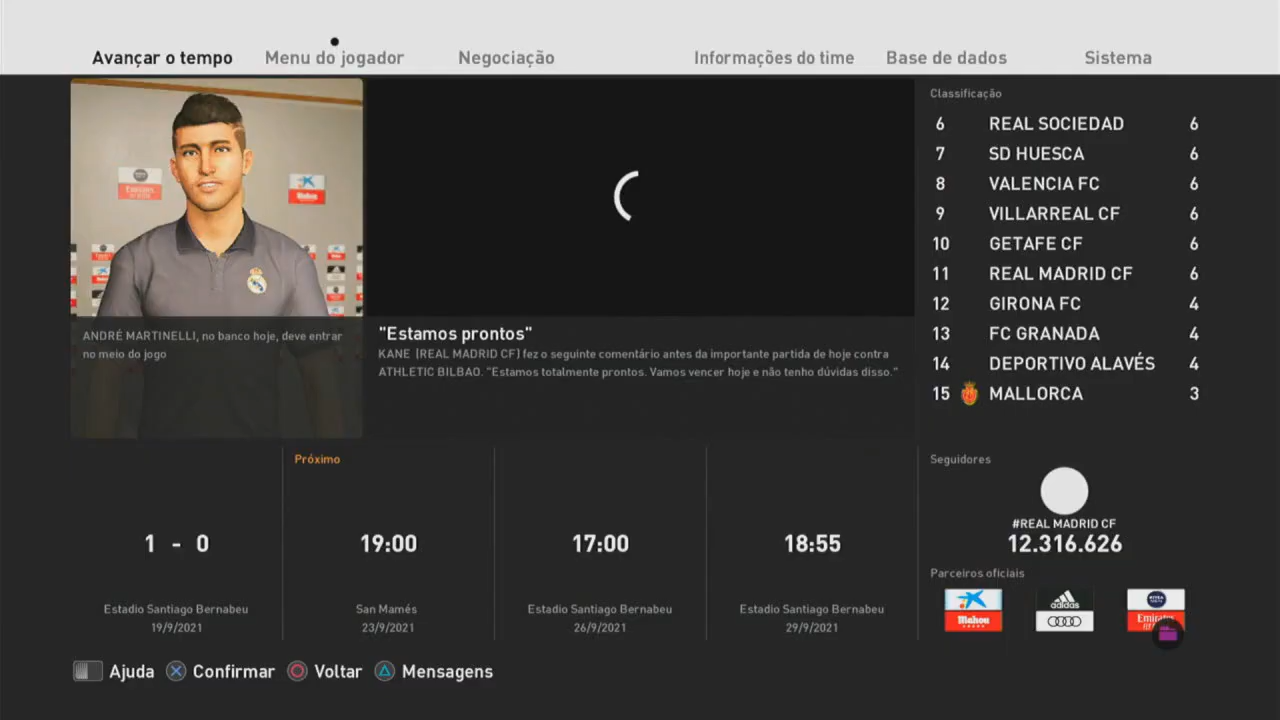 Avançar o tempo
Menu do jogador
Negociação
Informações do time
Base de dados
Sistema
ANDRÉ MARTINELLI, no banco hoje, deve entrar
no meio do jogo
"Estamos prontos"
KANE (REAL MADRID CF) fez o seguinte comentário antes da importante partida de hoje contra
ATHLETIC BILBAO. "Estamos totalmente prontos. Vamos vencer hoje e não tenho dúvidas disso."
Classificação
6 REAL SOCIEDAD 6
7 SD HUESCA 6
8 VALENCIA FC 6
9 VILLARREAL CF 6
10 GETAFE CF 6
11 REAL MADRID CF 6
12 GIRONA FC 4
13 FC GRANADA 4
14 DEPORTIVO ALAVÉS 4
15 MALLORCA 3
1 - 0
Estadio Santiago Bernabeu
19/9/2021
Próximo
19:00
San Mamés
23/9/2021
17:00
Estadio Santiago Bernabeu
26/9/2021
18:55
Estadio Santiago Bernabeu
29/9/2021
Seguidores
#REAL MADRID CF
12.316.626
Parceiros oficiais
Mahou
adidas
NIVEA
Emirates
Ajuda
Confirmar
Voltar
Mensagens